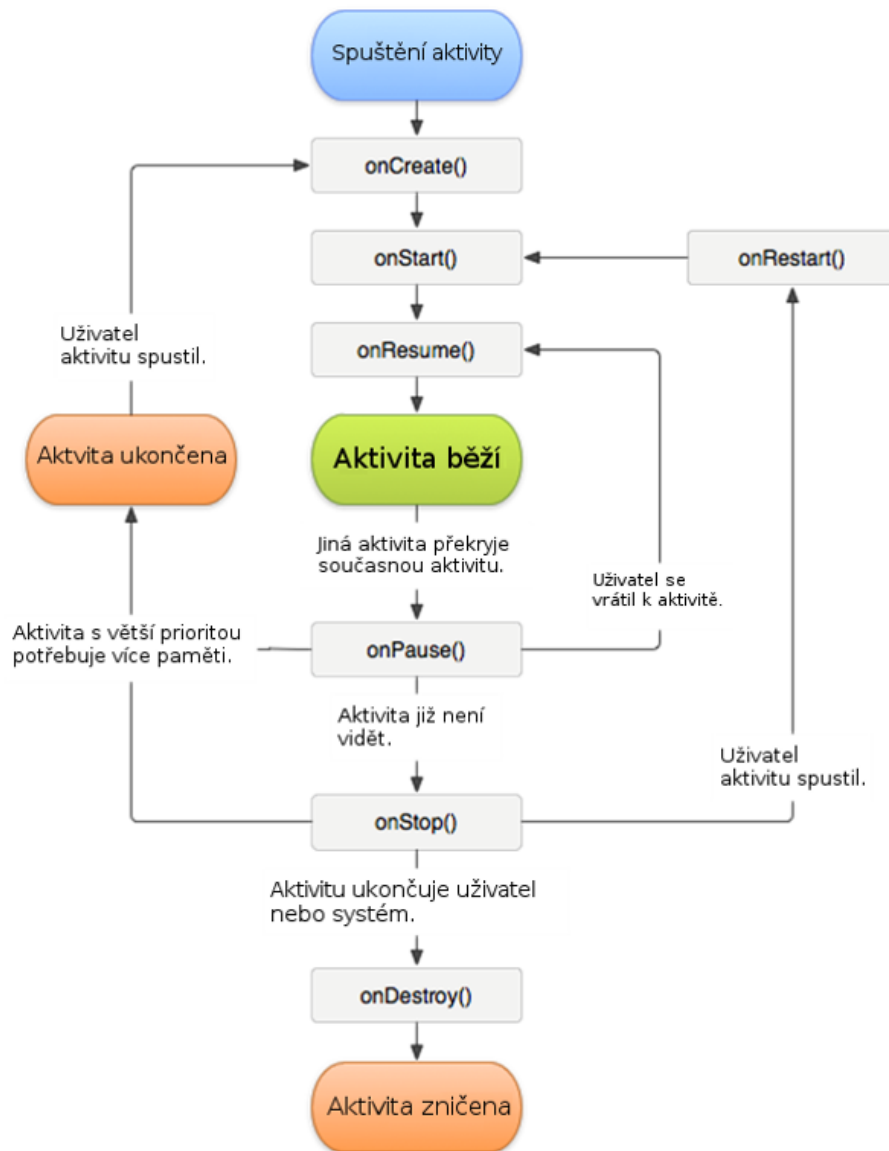 Spuštění aktivity
onCreate()
onStart()
onRestart()
Uživatel
aktivitu spustil.
onResume()
Aktvita ukončena
Aktivita běží
Jiná aktivita překryje
současnou aktivitu.
Uživatel se
vrátil k aktivitě.
Aktivita s větší prioritou
potřebuje více paměti.
onPause()
Aktivita již není
vidět.
Uživatel
aktivitu spustil.
onStop()
Aktivitu ukončuje uživatel
nebo systém.
onDestroy()
Aktivita zničena